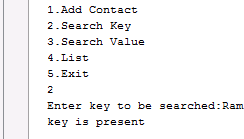 1.Add Contact
2.Search Key
3.Search Value
4.List
5.Exit
2
Enter key to be searched:Ram
key is present